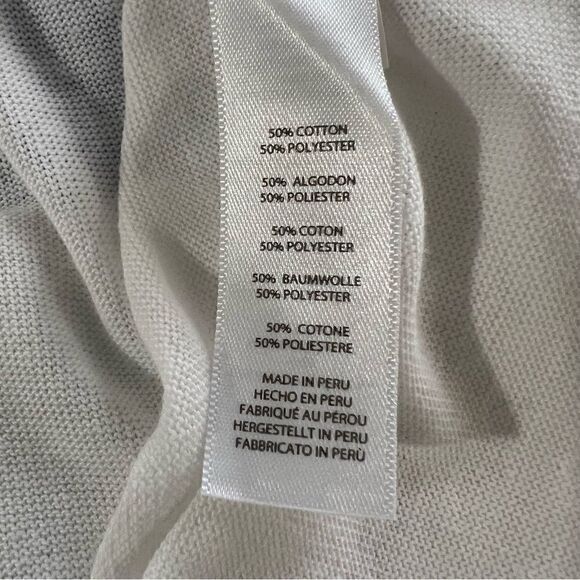 50% COTTON
50% POLYESTER
50% ALGODON
50% POLIESTER
50% COTON
50% POLYESTER
50% BAUMWOLLE
50% POLYESTER
50% COTONE
50% POLIESTERE
MADE IN PERU
HECHO EN PERU
FABRIQUÉ AU PÉROU
HERGESTELLT IN PERU
FABBRICATO IN PERÙ